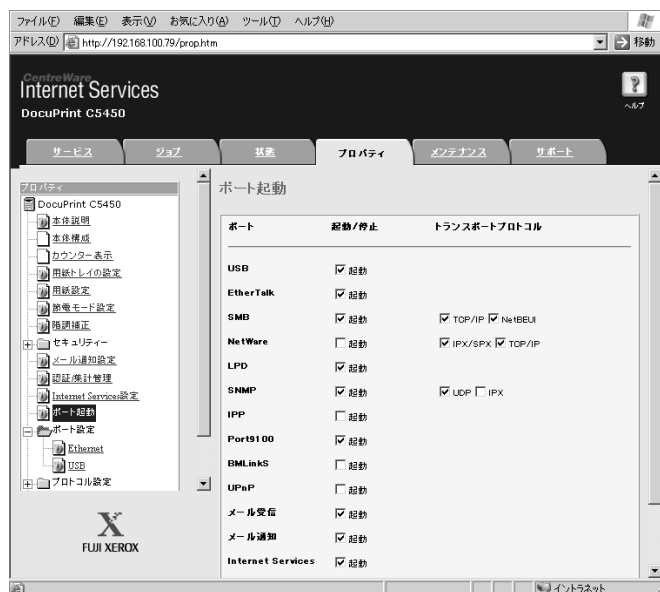 ファイル(F) 編集(E) 表示(V) お気に入り(A) ツール(T) ヘルプ(H)
アドレス(D) http://192.168.100.79/prop.htm 移動
CentreWare
Internet Services
DocuPrint C5450
ヘルプ
サービス ジョブ 状態 プロパティ メンテナンス サポート
プロパティ
DocuPrint C5450
本体説明
本体構成
カウンター表示
用紙トレイの設定
用紙設定
節電モード設定
階調補正
セキュリティー
メール通知設定
認証/集計管理
Internet Services設定
ポート起動
ポート設定
Ethernet
USB
プロトコル設定
FUJI XEROX
ポート起動
ポート 起動/停止 トランスポートプロトコル
USB 起動
EtherTalk 起動
SMB 起動 TCP/IP NetBEUI
NetWare 起動 IPX/SPX TCP/IP
LPD 起動
SNMP 起動 UDP IPX
IPP 起動
Port9100 起動
BMLinkS 起動
UPnP 起動
メール受信 起動
メール通知 起動
Internet Services 起動
イントラネット